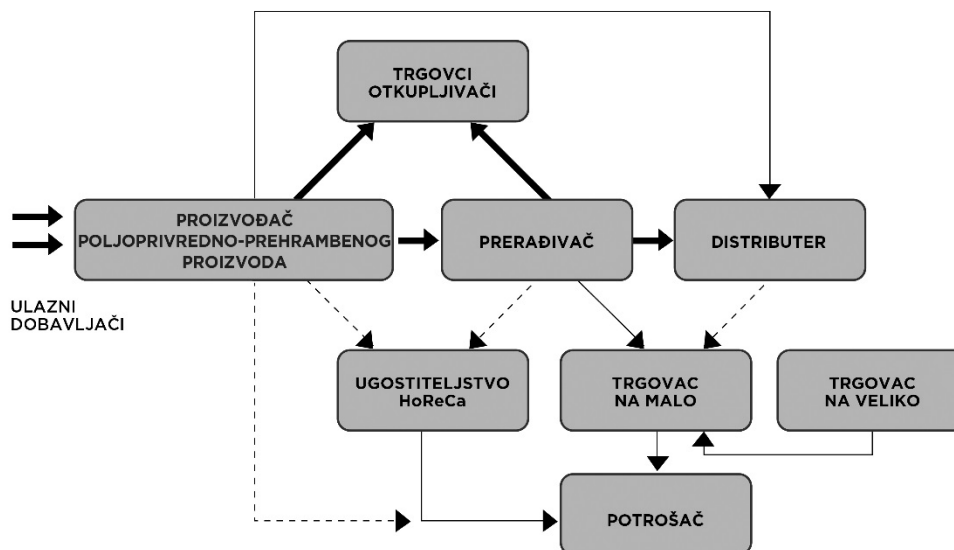 TRGOVCI
OTKUPLJIVAČI
PROIZVOĐAČ
POLJOPRIVREDNO-PREHRAMBENOG
PROIZVODA
PRERAĐIVAČ
DISTRIBUTER
ULAZNI
DOBAVLJAČI
UGOSTITELJSTVO
HoReCa
TRGOVAC
NA MALO
TRGOVAC
NA VELIKO
POTROŠAČ